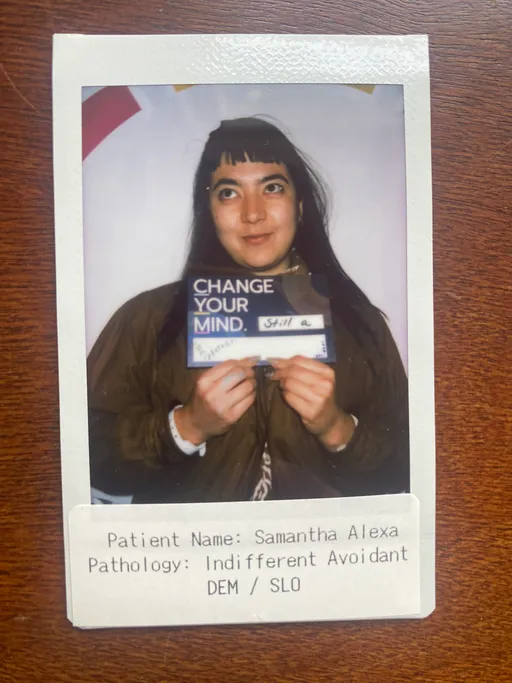 CHANGE
YOUR
MIND. Still a
Patient Name: Samantha Alexa
Pathology: Indifferent Avoidant
DEM / SLO